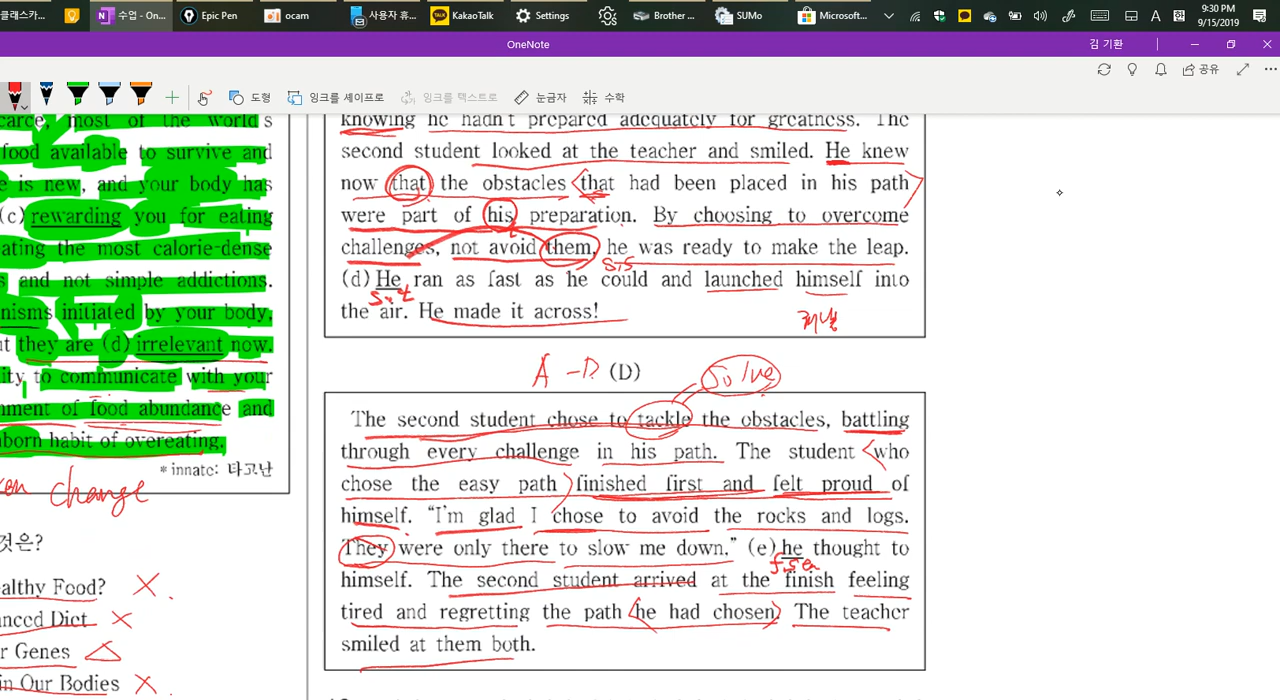 클래스카...
수업 - On...
Epic Pen
ocam
사용자 휴...
KakaoTalk
Settings
Brother ...
SUMo
Microsoft...
A
9:30 PM
9/15/2019
OneNote
김 기환
공유
도형
잉크를 셰이프로
잉크를 텍스트로
눈금자
수학
carce, most of the world's
food available to survive and
e is new, and your body has
(c) rewarding you for eating
ating the most calorie-dense
s and not simple addictions.
nisms initiated by your body,
ut they are (d) irrelevant now.
ity to communicate with your
nment of food abundance and
born habit of overeating.
* innate: 타고난
change
것은?
ealthy Food?
anced Diet
r Genes
in Our Bodies
knowing he hadn't prepared adequately for greatness. The
second student looked at the teacher and smiled. He knew
now that the obstacles that had been placed in his path
were part of his preparation. By choosing to overcome
challenges, not avoid them, he was ready to make the leap.
(d) He ran as fast as he could and launched himself into
the air. He made it across!
A - D (D)
Solve
The second student chose to tackle the obstacles, battling
through every challenge in his path. The student who
chose the easy path finished first and felt proud of
himself. “I'm glad I chose to avoid the rocks and logs.
They were only there to slow me down,” (e) he thought to
himself. The second student arrived at the finish feeling
tired and regretting the path he had chosen. The teacher
smiled at them both.